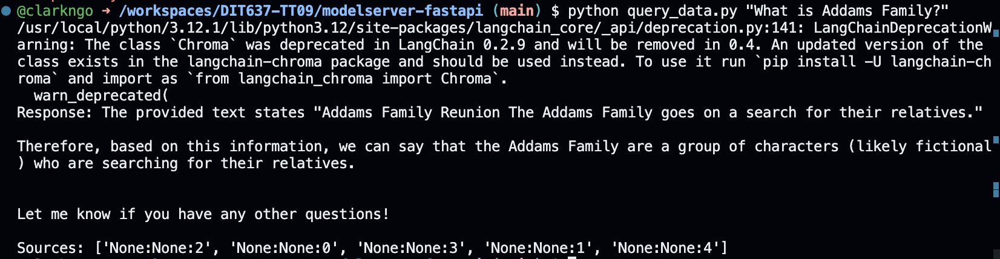 @clarkngo ➜ /workspaces/DIT637-TT09/modelserver-fastapi (main) $ python query_data.py "What is Addams Family?"
/usr/local/python/3.12.1/lib/python3.12/site-packages/langchain_core/_api/deprecation.py:141: LangChainDeprecationW
arning: The class `Chroma` was deprecated in LangChain 0.2.9 and will be removed in 0.4. An updated version of the
class exists in the langchain-chroma package and should be used instead. To use it run `pip install -U langchain-ch
roma` and import as `from langchain_chroma import Chroma`.
  warn_deprecated(
Response: The provided text states "Addams Family Reunion The Addams Family goes on a search for their relatives."
Therefore, based on this information, we can say that the Addams Family are a group of characters (likely fictional
) who are searching for their relatives.
Let me know if you have any other questions!
Sources: ['None:None:2', 'None:None:0', 'None:None:3', 'None:None:1', 'None:None:4']